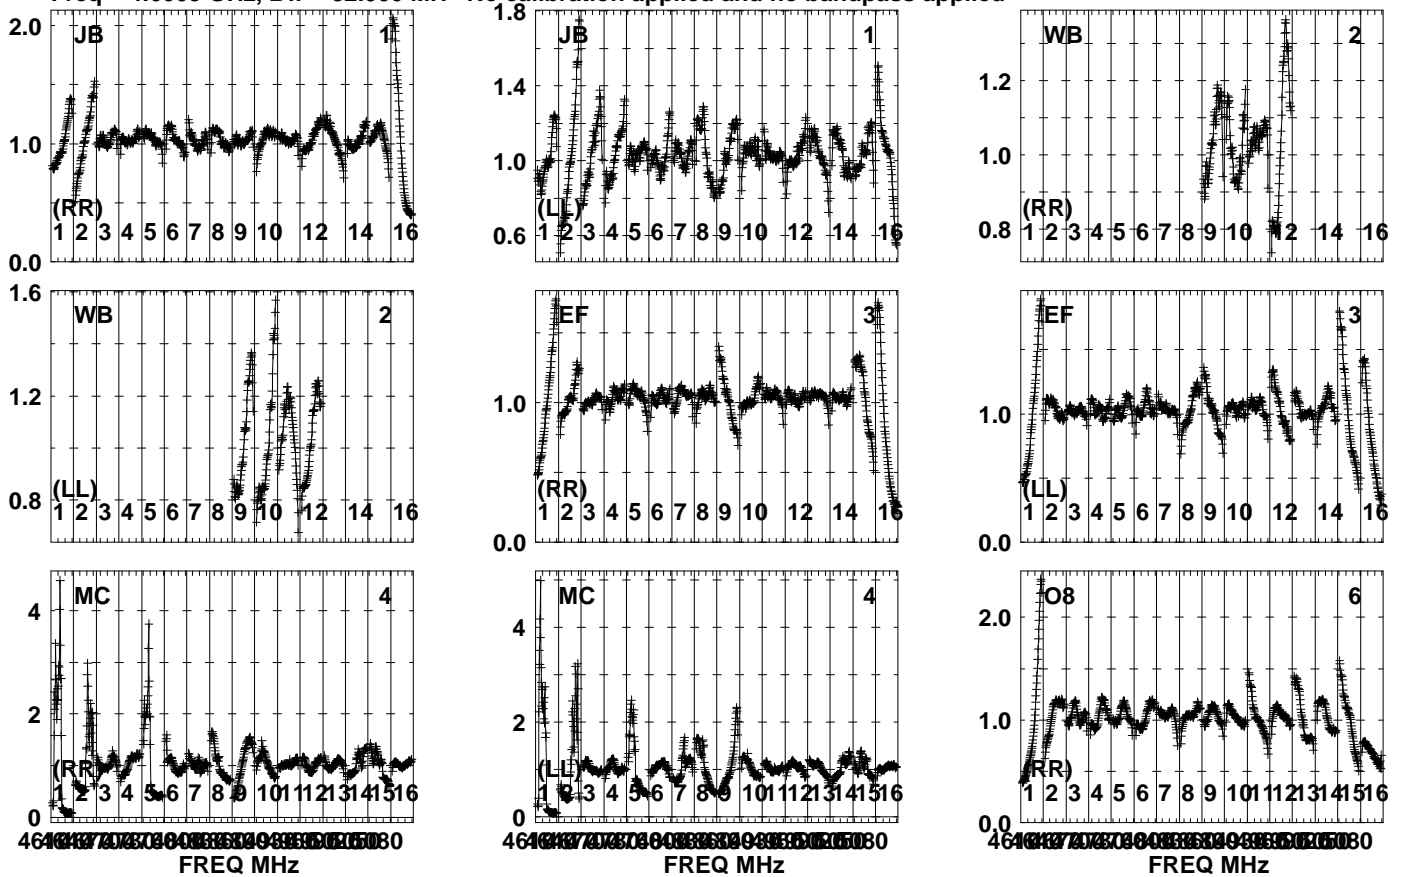 Freq = GHz, Bw = MH No calibration applied and no bandpass applied
2.0 JB 1
1.0
(RR)
1 2 3 4 5 6 7 8 9 10 12 14 16
0.0
1.8 JB 1
1.4
1.0
(LL)
0.6
1 2 3 4 5 6 7 8 9 10 12 14 16
WB 2
1.2
1.0
(RR)
0.8
1 2 3 4 5 6 7 8 9 10 12 14 16
1.6
WB 2
1.2
0.8 (LL)
1 2 3 4 5 6 7 8 9 10 12 14 16
EF 3
1.0
(RR)
1 2 3 4 5 6 7 8 9 10 12 14 16
0.0
EF 3
1.0
(LL)
1 2 3 4 5 6 7 8 9 10 12 14 16
0.0
MC 4
4
2
(RR)
1 2 3 4 5 6 7 8 9 10 11 12 13 14 15 16
0
FREQ MHz
MC 4
4
2
(LL)
1 2 3 4 5 6 7 8 9 10 11 12 13 14 15 16
0
FREQ MHz
O8 6
2.0
1.0
(RR)
1 2 3 4 5 6 7 8 9 10 11 12 13 14 15 16
0.0
FREQ MHz